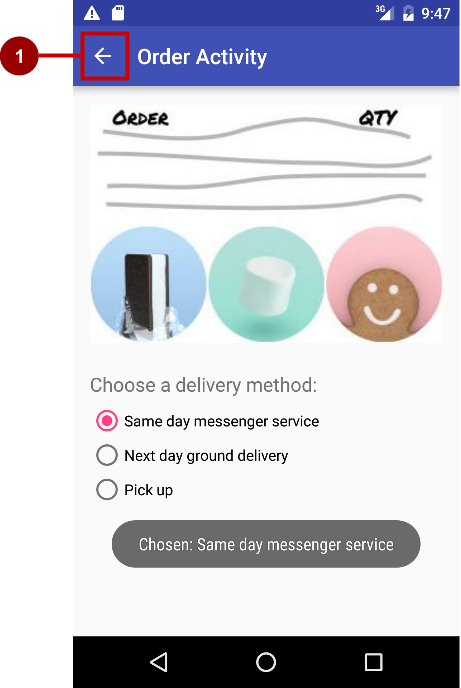 3G 9:47
1
Order Activity
ORDER QTY
Choose a delivery method:
Same day messenger service
Next day ground delivery
Pick up
Chosen: Same day messenger service